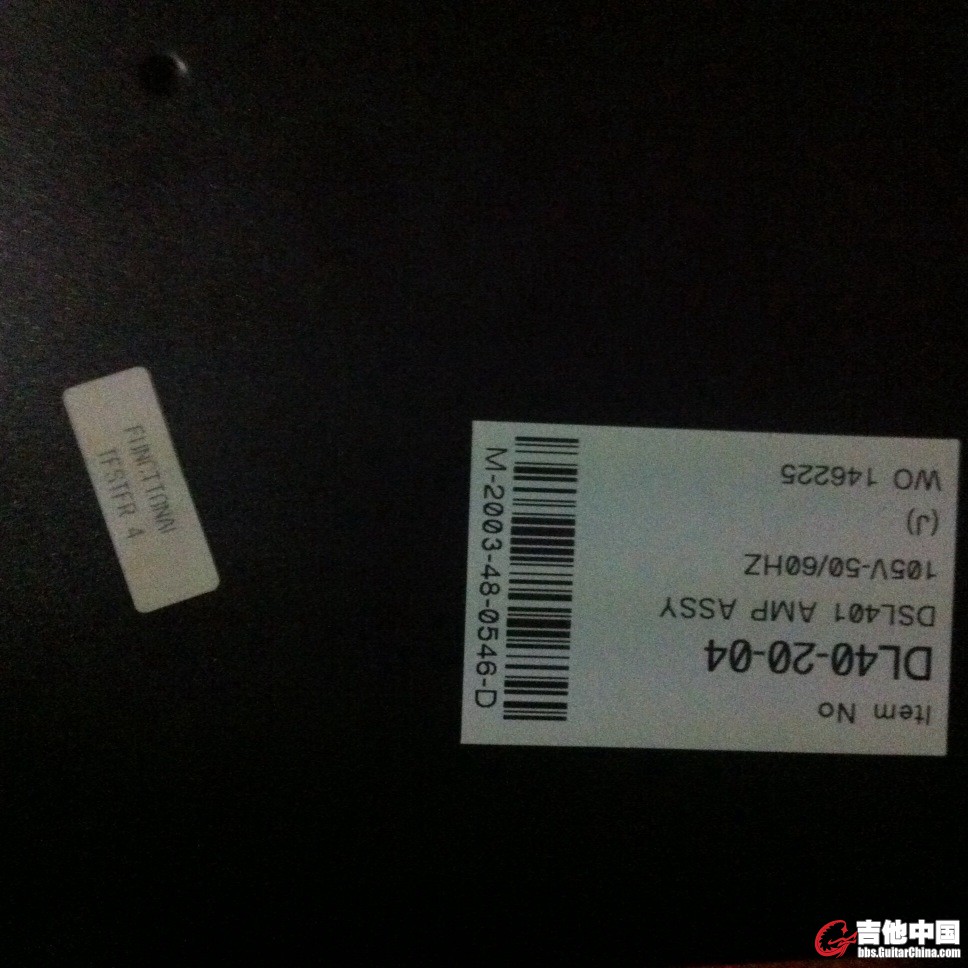 Item No
DL40-20-04
DSL401 AMP ASSY
105V-50/60HZ
(J)
WO 146225
M-2003-48-0546-D
FUNCTIONAL
TESTER 4
吉他中国
bbs.GuitarChina.com